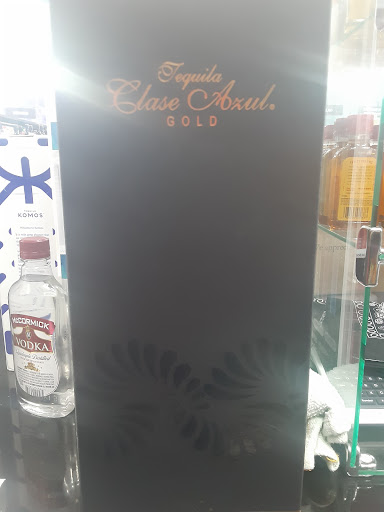 Tequila
Clase Azul.
GOLD
KOMOS
McCORMICK
VODKA